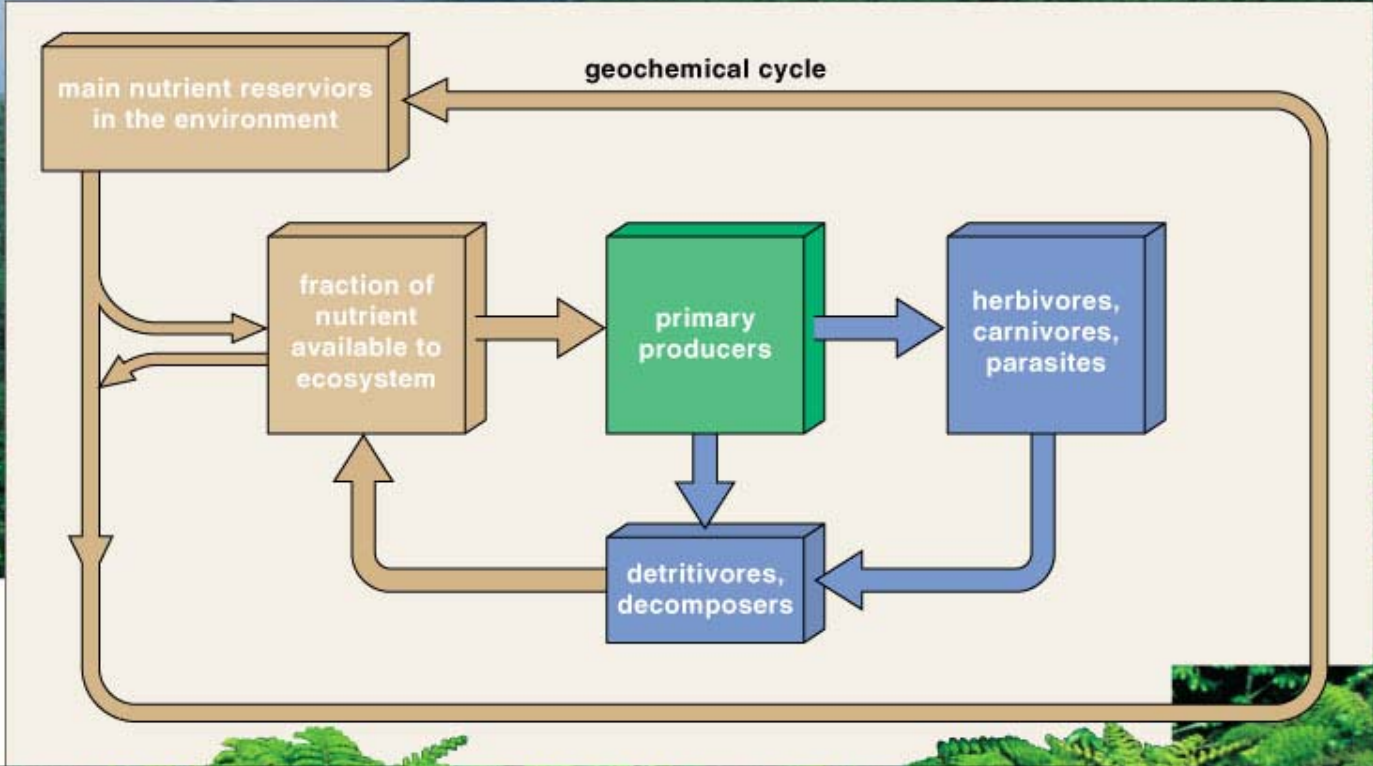 geochemical cycle
main nutrient reserviors
in the environment
fraction of
nutrient
available to
ecosystem
primary
producers
herbivores,
carnivores,
parasites
detritivores,
decomposers